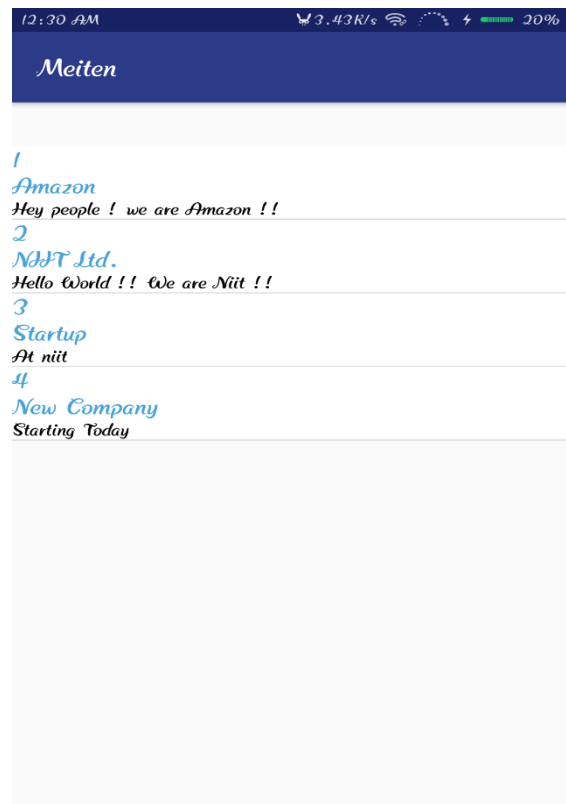 12:30 AM 3.43K/s 20%
Meiten
1
Amazon
Hey people ! we are Amazon !!
2
NIIT Ltd.
Hello World !! We are Niit !!
3
Startup
At niit
4
New Company
Starting Today